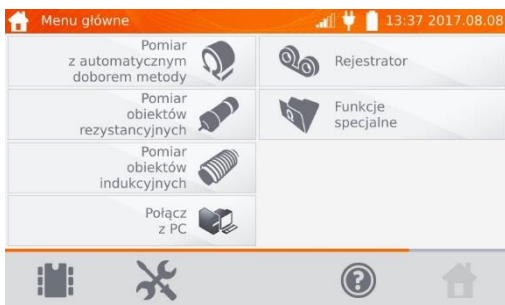 Menu główne
13:37 2017.08.08
Pomiar
z automatycznym
doborem metody
Rejestrator
Pomiar
obiektów
rezystancyjnych
Funkcje
specjalne
Pomiar
obiektów
indukcyjnych
Połącz
z PC